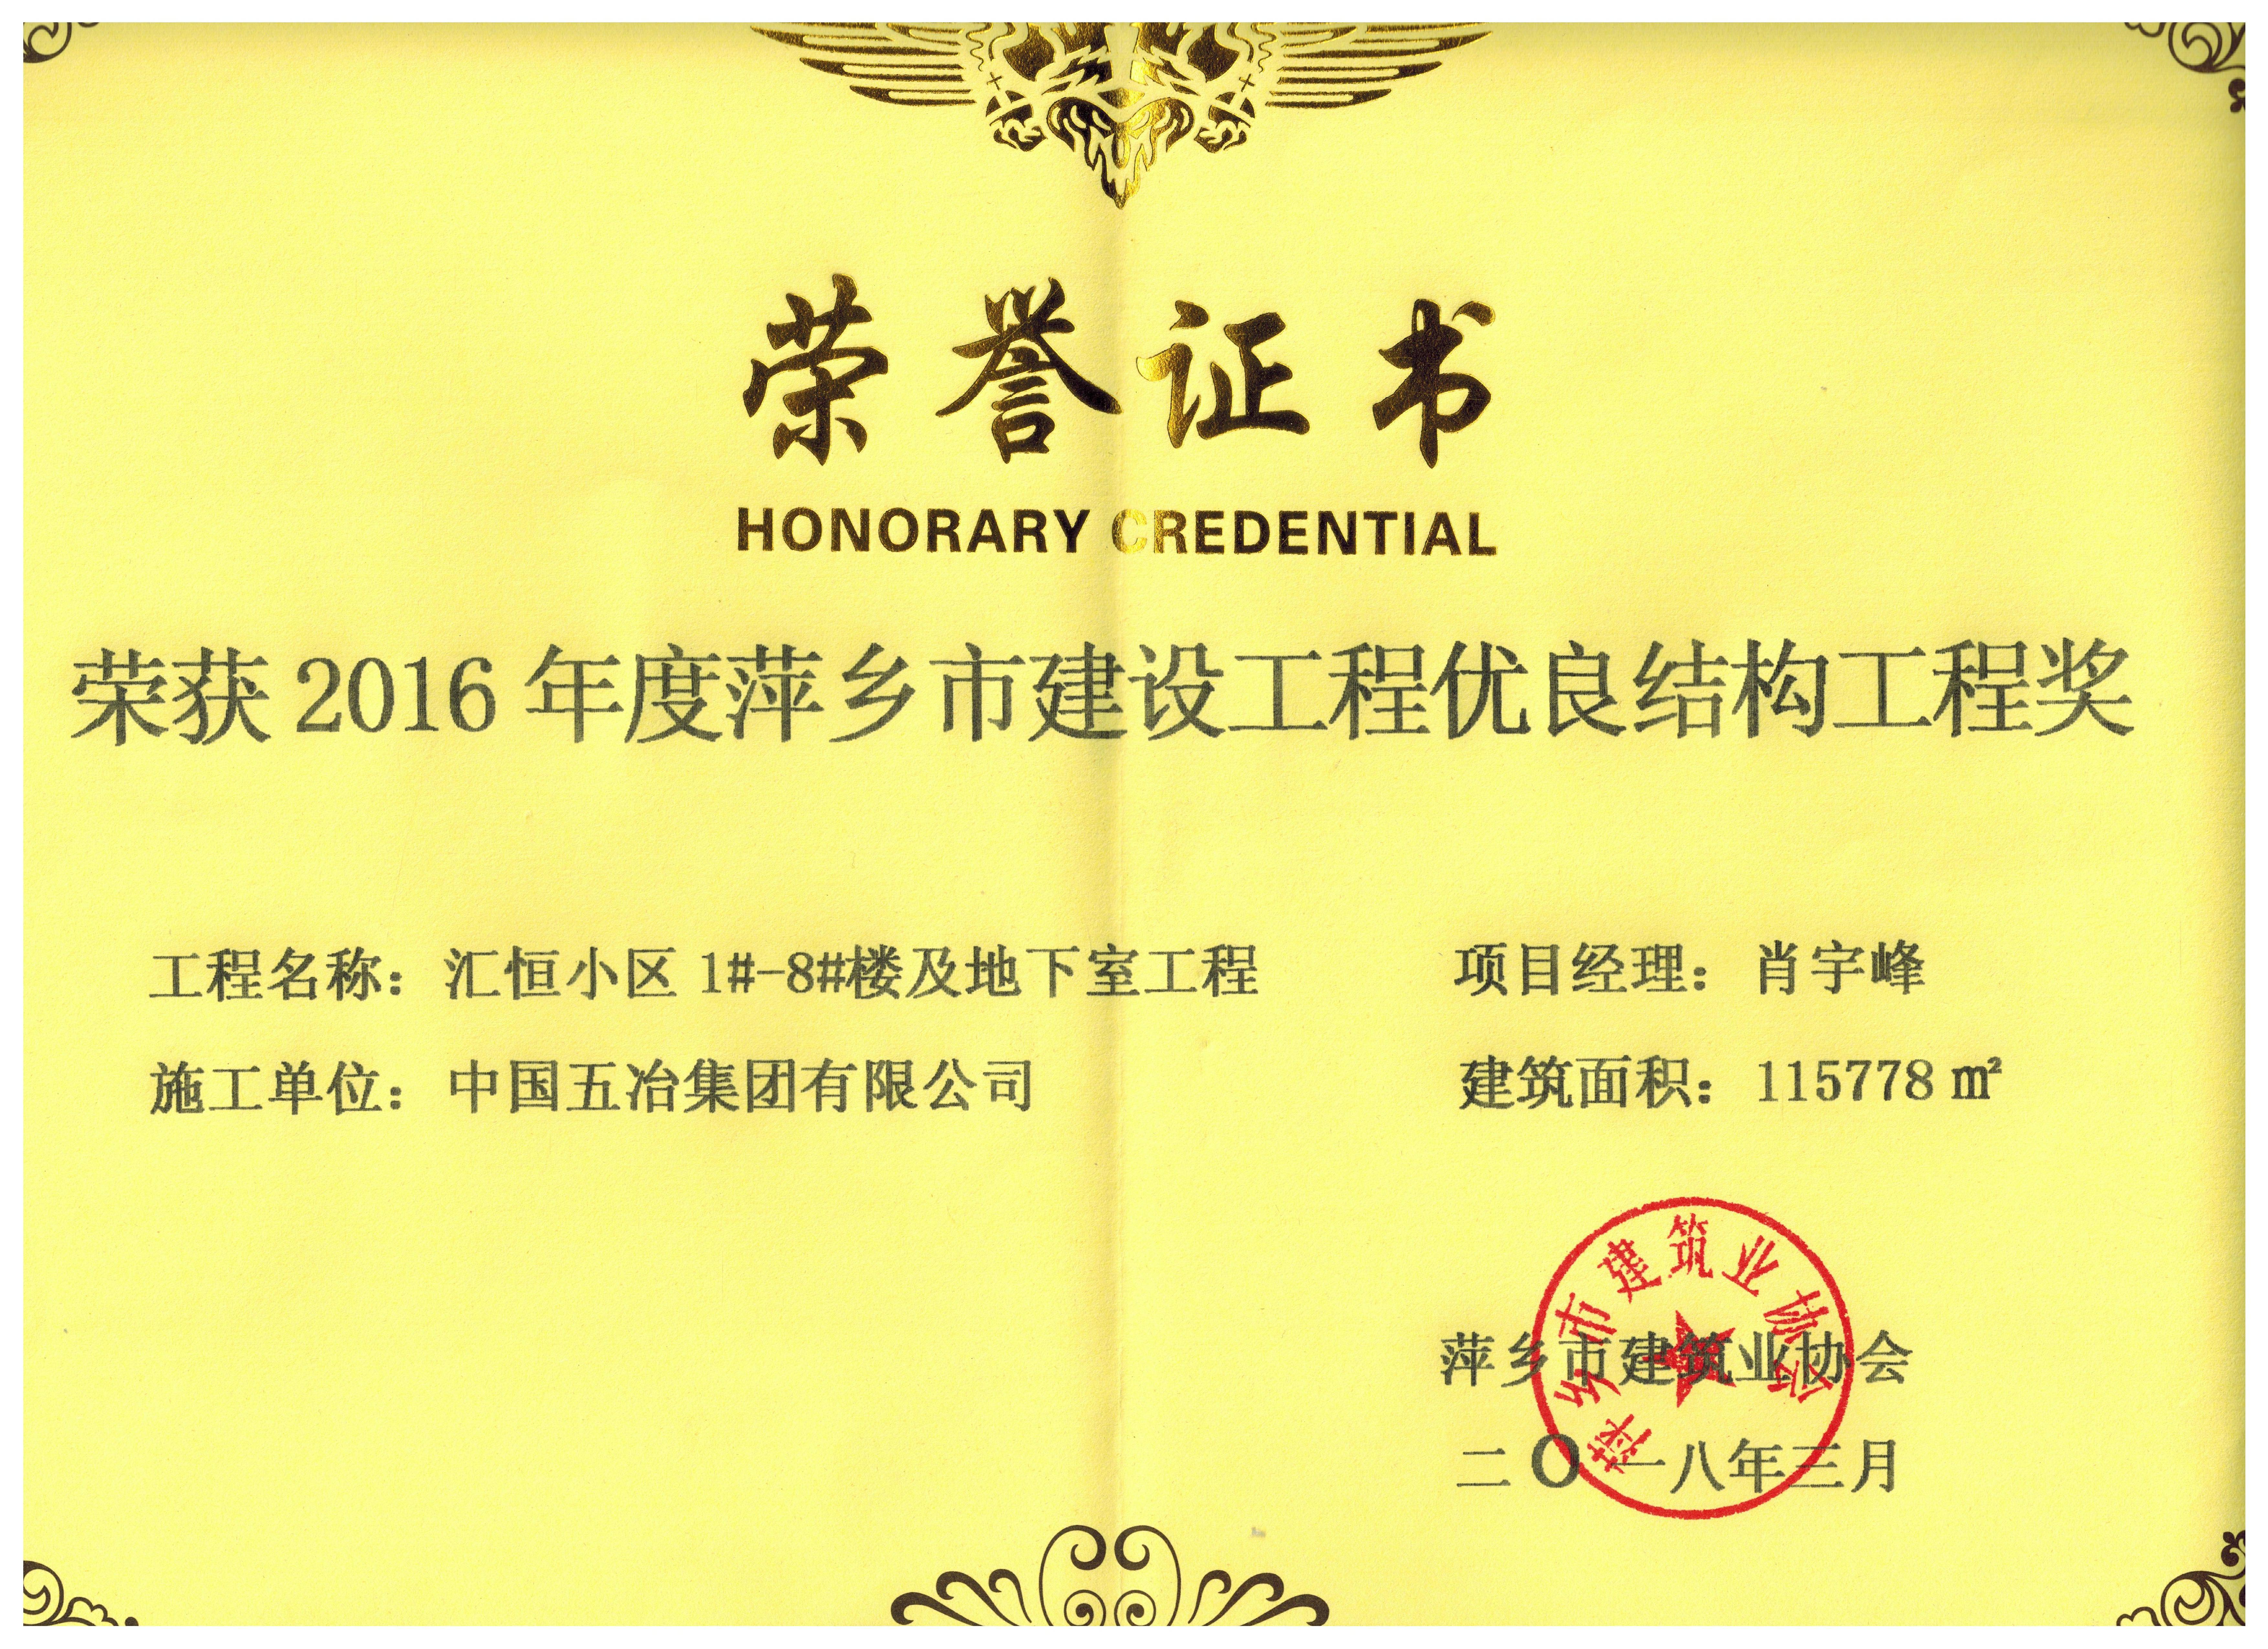 荣誉证书
HONORARY CREDENTIAL
荣获2016年度萍乡市建设工程优良结构工程奖
工程名称：汇恒小区1#-8#楼及地下室工程
项目经理：肖宇峰
施工单位：中国五冶集团有限公司
建筑面积：115778㎡
萍乡市建筑业协会
萍乡市建筑业协会
二〇一八年三月